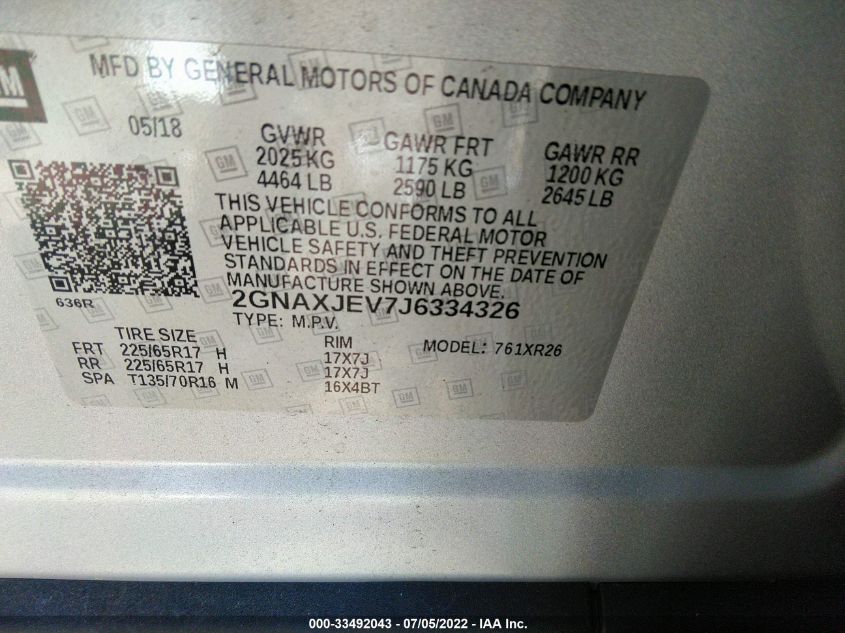 GM
MFD BY GENERAL MOTORS OF CANADA COMPANY
05/18 GVWR GAWR FRT GAWR RR
2025 KG 1175 KG 1200 KG
4464 LB 2590 LB 2645 LB
THIS VEHICLE CONFORMS TO ALL
APPLICABLE U.S. FEDERAL MOTOR
VEHICLE SAFETY AND THEFT PREVENTION
STANDARDS IN EFFECT ON THE DATE OF
MANUFACTURE SHOWN ABOVE.
636R 2GNAXJEV7J6334326
TYPE: M.P.V. MODEL: 761XR26
TIRE SIZE RIM
FRT 225/65R17 H 17X7J
RR 225/65R17 H 17X7J
SPA T135/70R16 M 16X4BT
000-33492043 - 07/05/2022 - IAA Inc.